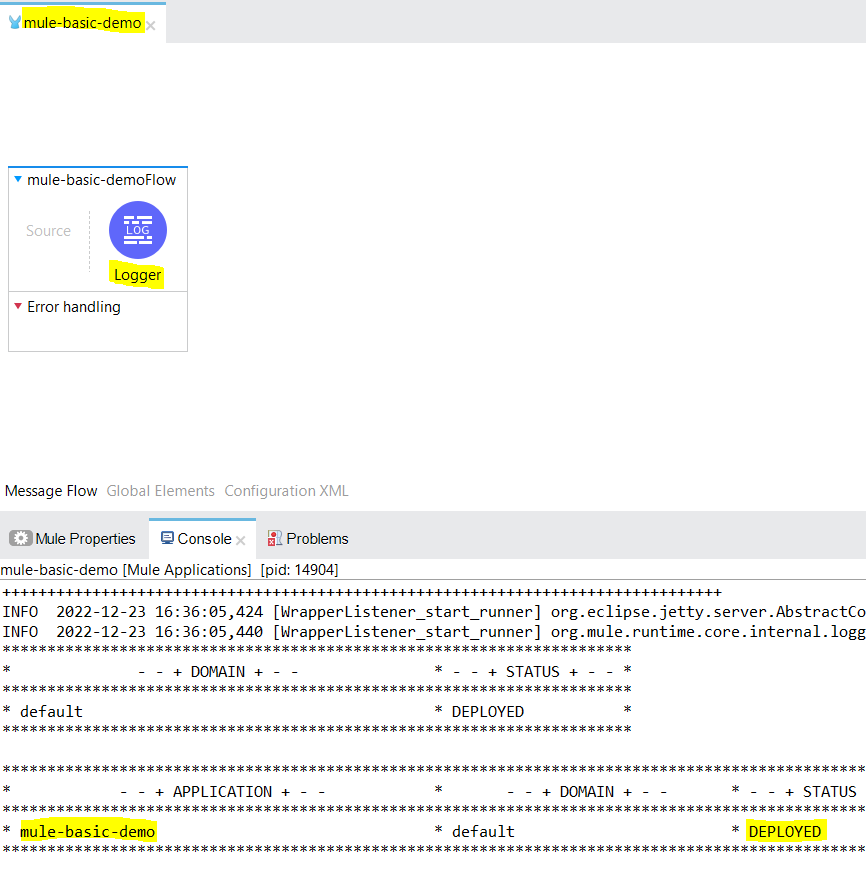 mule-basic-demo
mule-basic-demoFlow
Source
LOG
Logger
Error handling
Message Flow Global Elements Configuration XML
Mule Properties Console Problems
mule-basic-demo [Mule Applications] [pid: 14904]
++++++++++++++++++++++++++++++++++++++++++++++++++++++++++++++++++++++++++++++++
INFO  2022-12-23 16:36:05,424 [WrapperListener_start_runner] org.eclipse.jetty.server.AbstractCo
INFO  2022-12-23 16:36:05,440 [WrapperListener_start_runner] org.mule.runtime.core.internal.logg
**********************************************************************
*              - - + DOMAIN + - -               * - - + STATUS + - - *
**********************************************************************
* default                                       * DEPLOYED           *
**********************************************************************
************************************************************************************************
*            - - + APPLICATION + - -            *       - - + DOMAIN + - -       * - - + STATUS
************************************************************************************************
* mule-basic-demo                               * default                        * DEPLOYED
************************************************************************************************